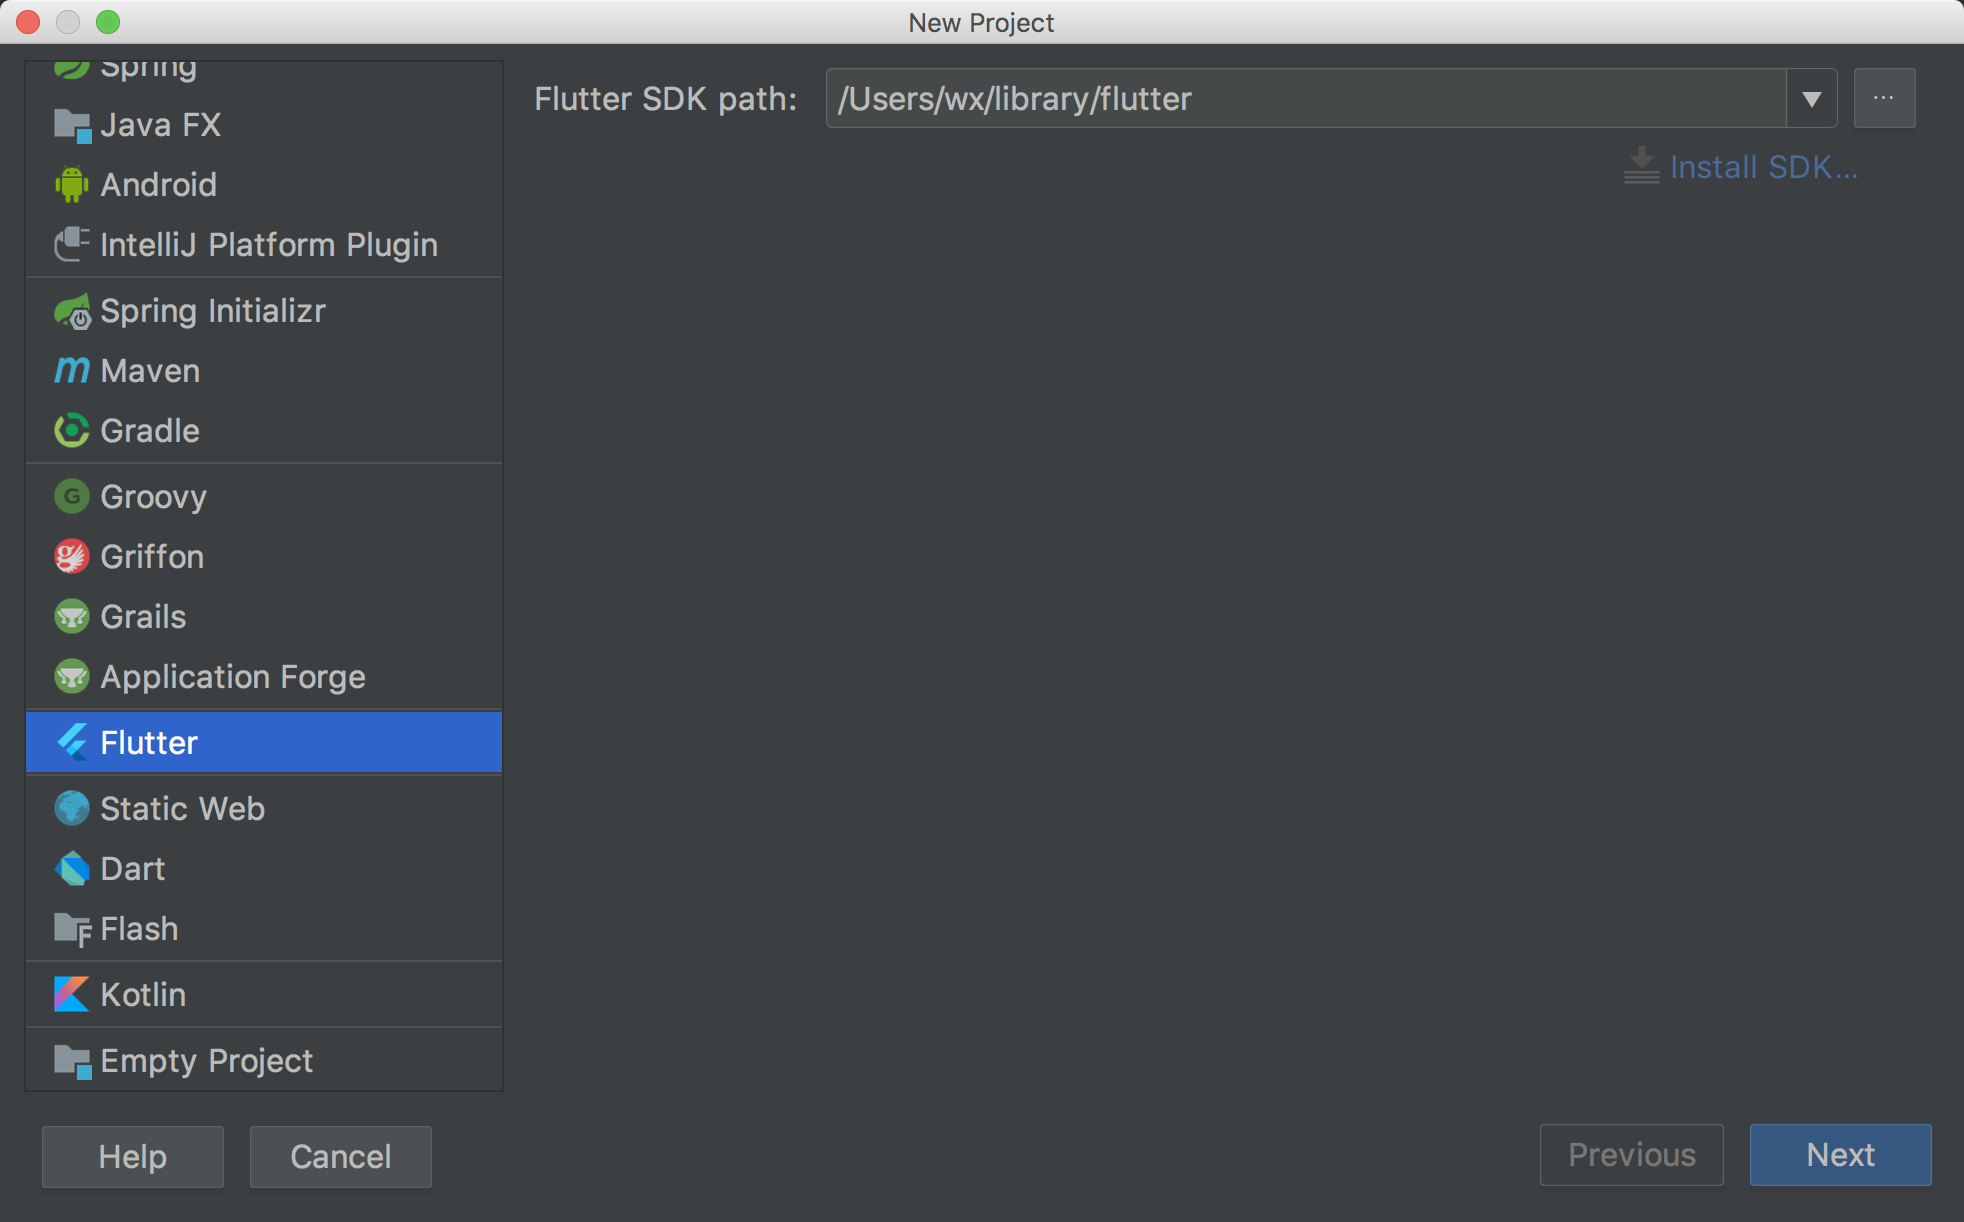 New Project
Spring
Java FX
Android
IntelliJ Platform Plugin
Spring Initializr
Maven
Gradle
G Groovy
Griffon
Grails
Application Forge
Flutter
Static Web
Dart
Flash
Kotlin
Empty Project
Flutter SDK path: /Users/wx/library/flutter ...
Install SDK...
Help Cancel Previous Next